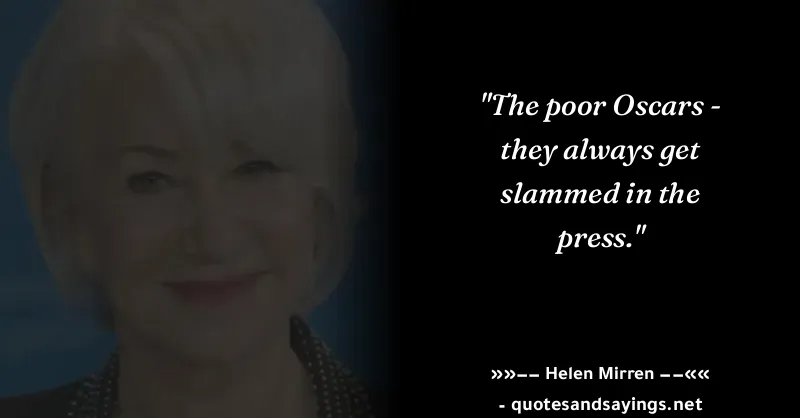 "The poor Oscars -
they always get
slammed in the
press."
»»–– Helen Mirren ––««
- quotesandsayings.net